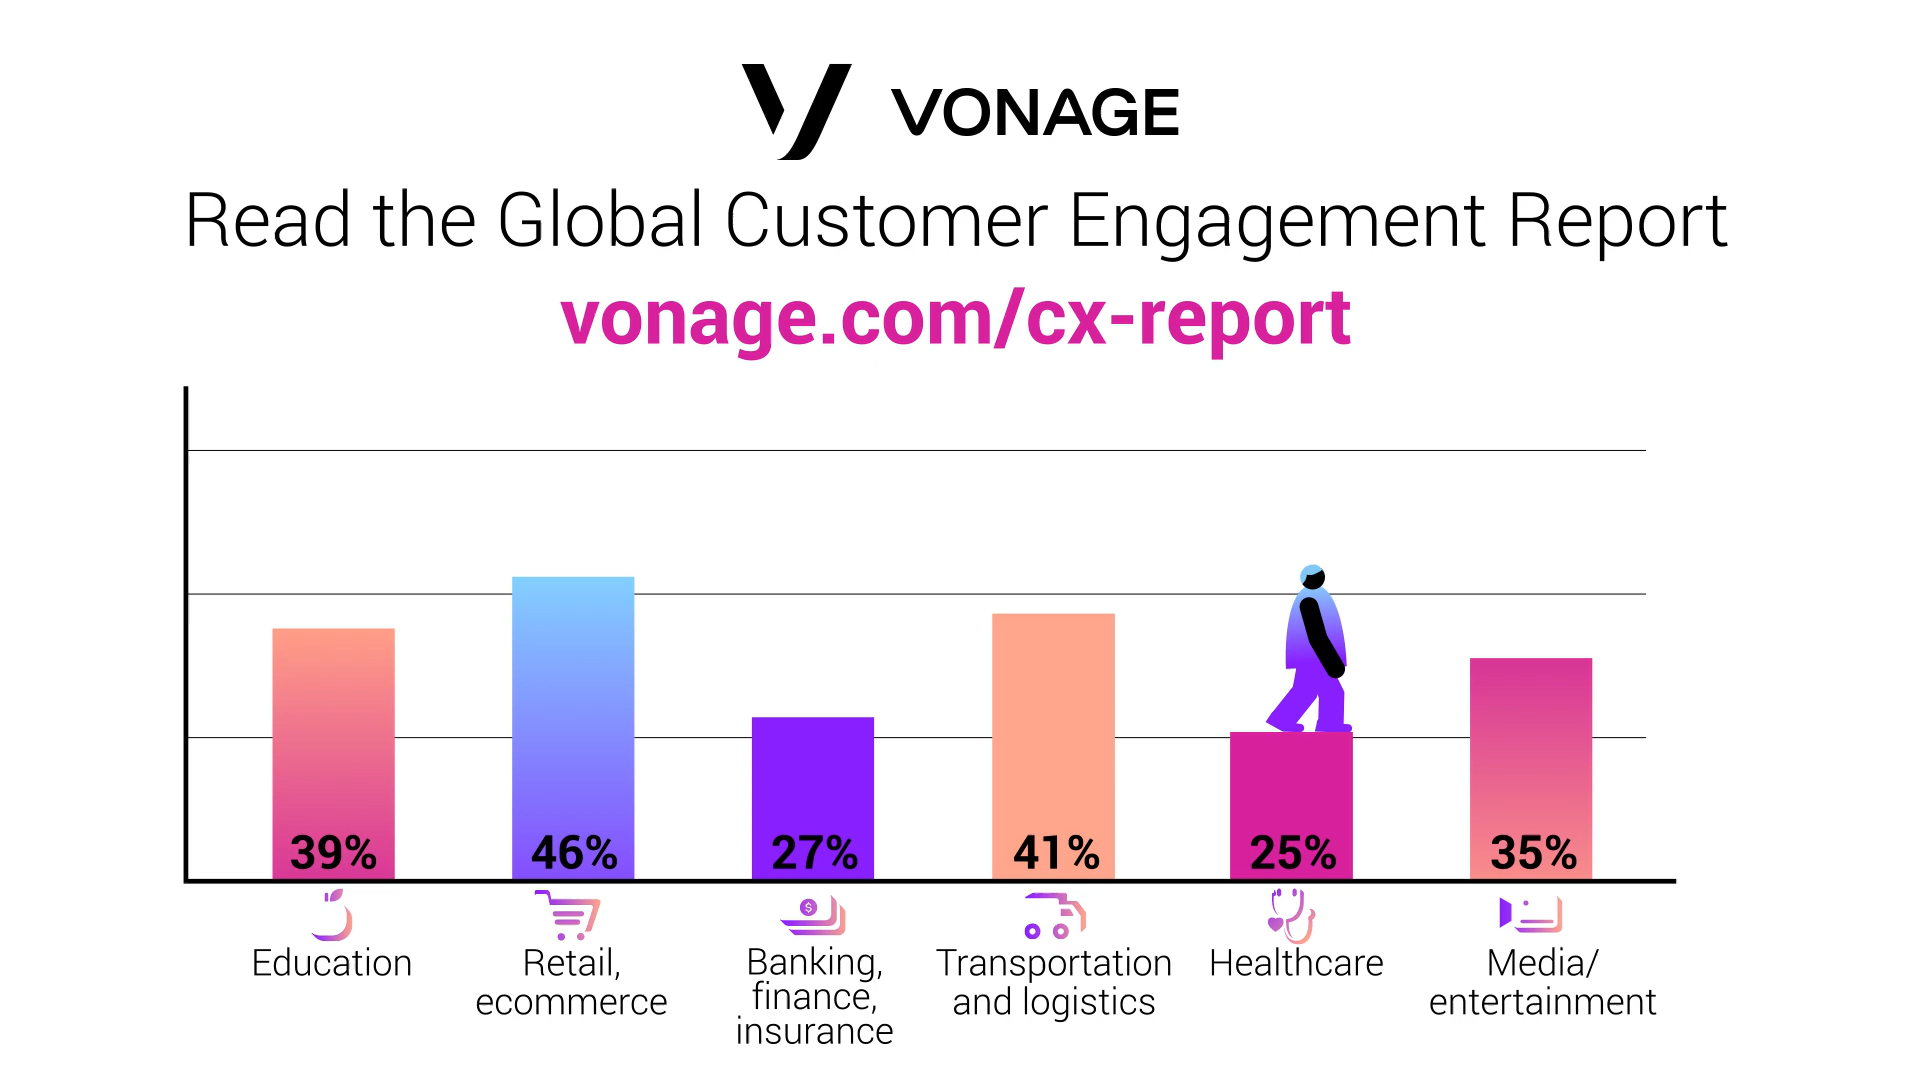 VONAGE
Read the Global Customer Engagement Report
vonage.com/cx-report
39%
46%
27%
41%
25%
35%
$
Education
Retail,
ecommerce
Banking,
finance,
insurance
Transportation
and logistics
Healthcare
Media/
entertainment